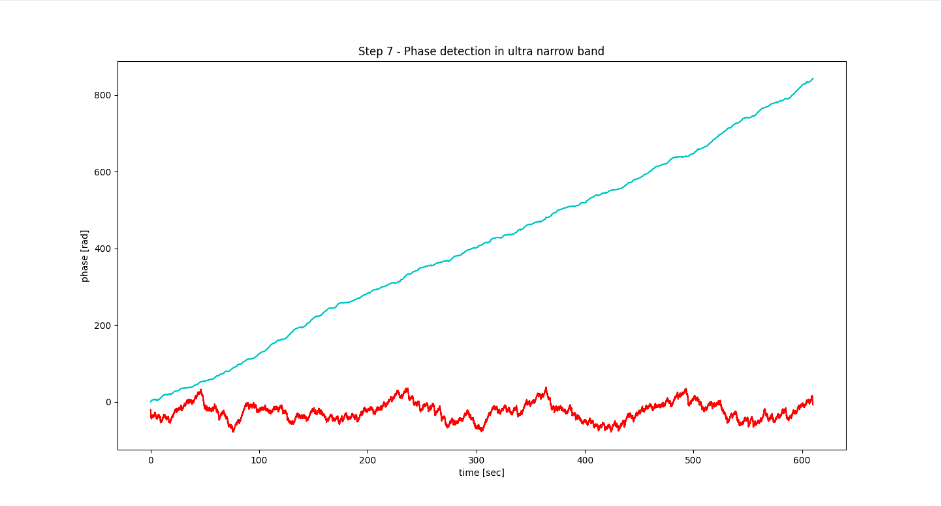 Step 7 - Phase detection in ultra narrow band
800
600
400
200
0
phase [rad]
0 100 200 300 400 500 600
time [sec]